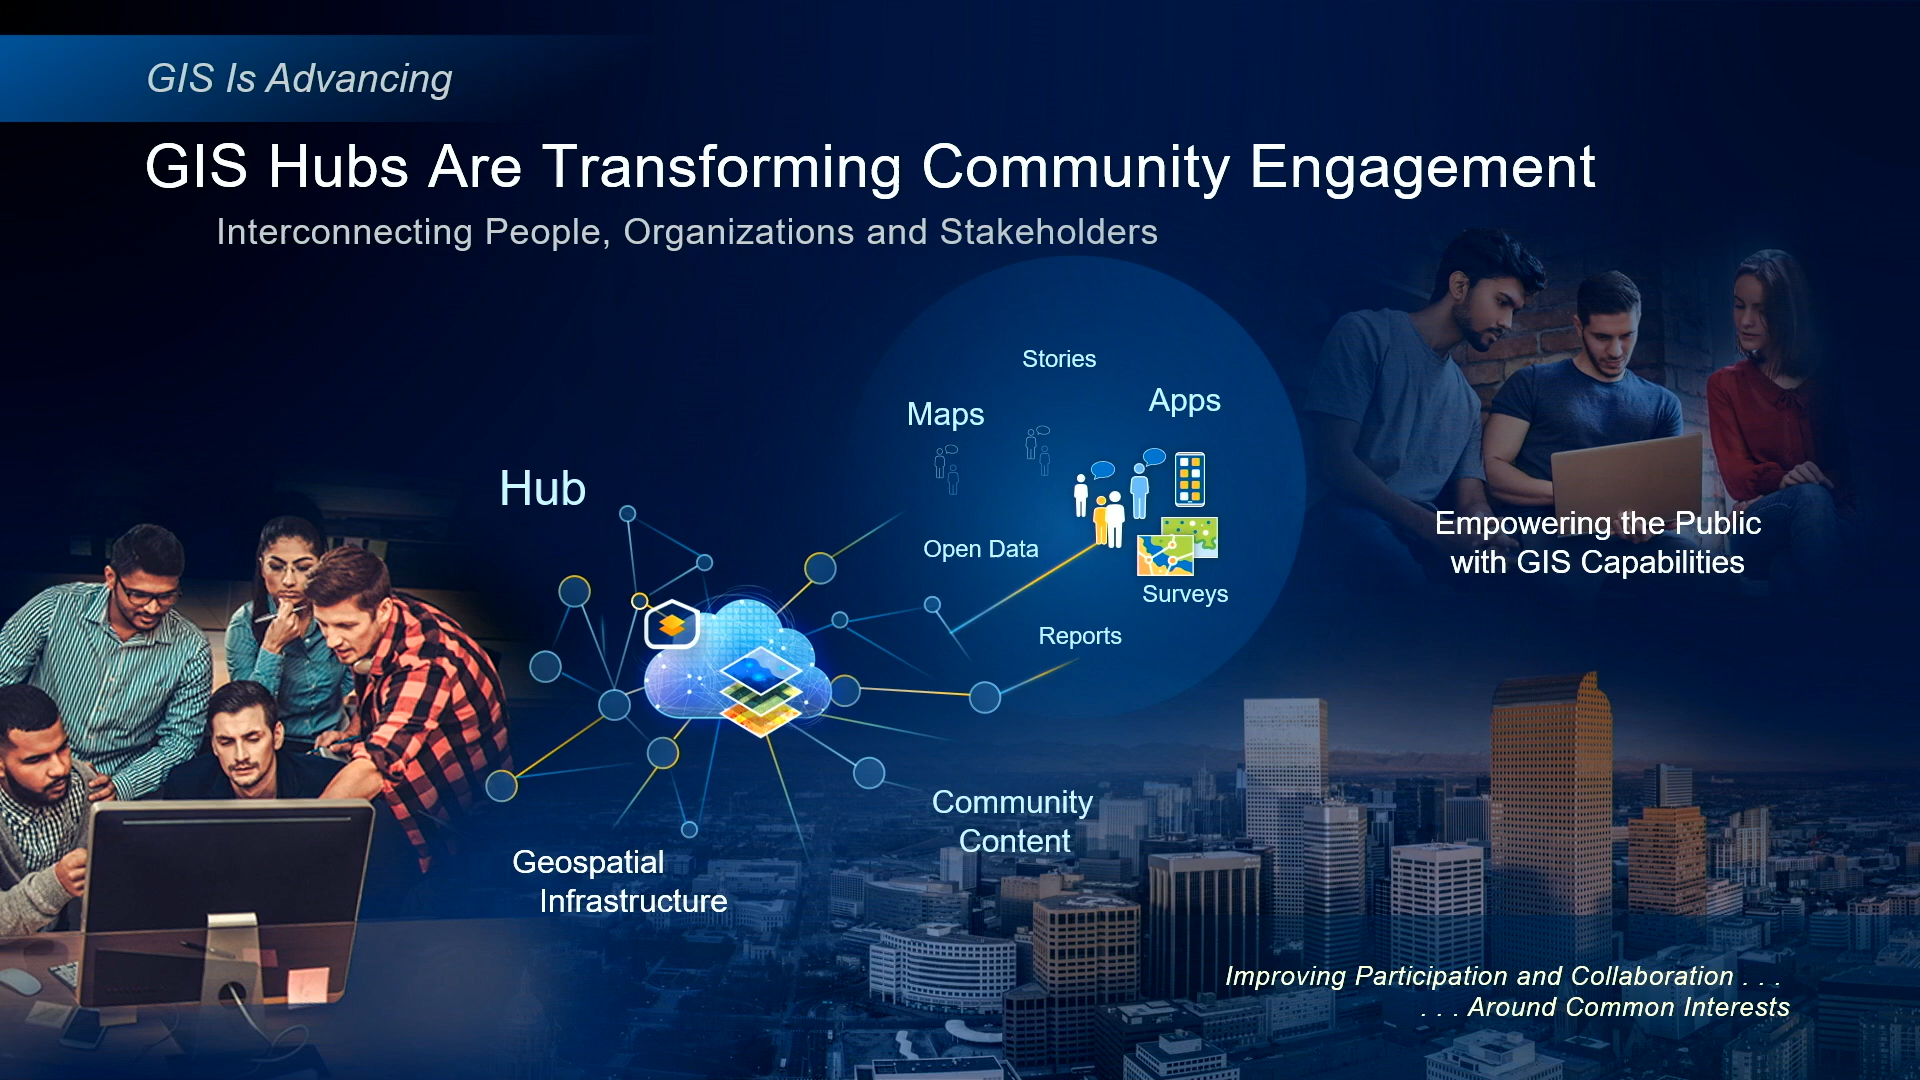 GIS Is Advancing
GIS Hubs Are Transforming Community Engagement
Interconnecting People, Organizations and Stakeholders
Stories
Maps
Apps
Hub
Open Data
Surveys
Reports
Empowering the Public
with GIS Capabilities
Community
Content
Geospatial
Infrastructure
Improving Participation and Collaboration . . .
. . . Around Common Interests